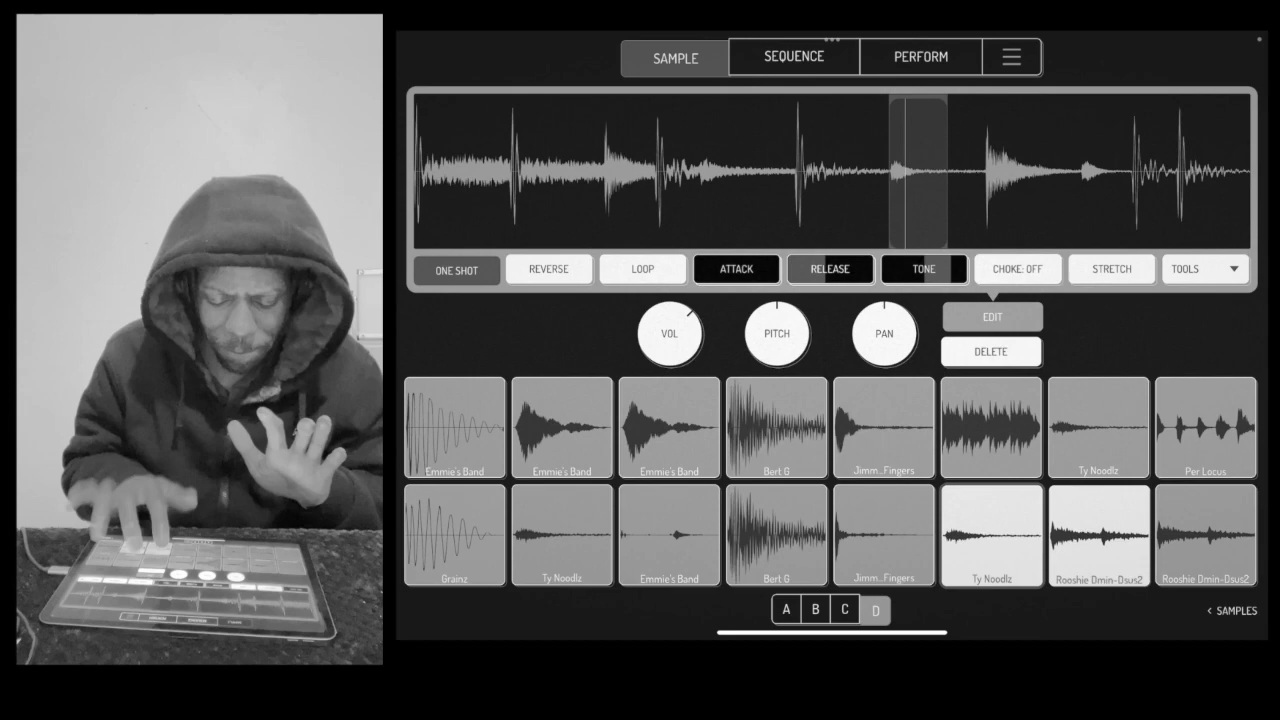 SAMPLE SEQUENCE PERFORM
ONE SHOT REVERSE LOOP ATTACK RELEASE TONE CHOKE: OFF STRETCH TOOLS
VOL PITCH PAN EDIT
DELETE
Emmie's Band Emmie's Band Emmie's Band Bert G Jimm..Fingers Ty Noodlz Per Locus
Grainz Ty Noodlz Emmie's Band Bert G Jimm..Fingers Ty Noodlz Rooshie Dmin-Dsus2 Rooshie Dmin-Dsus2
A B C D
< SAMPLES